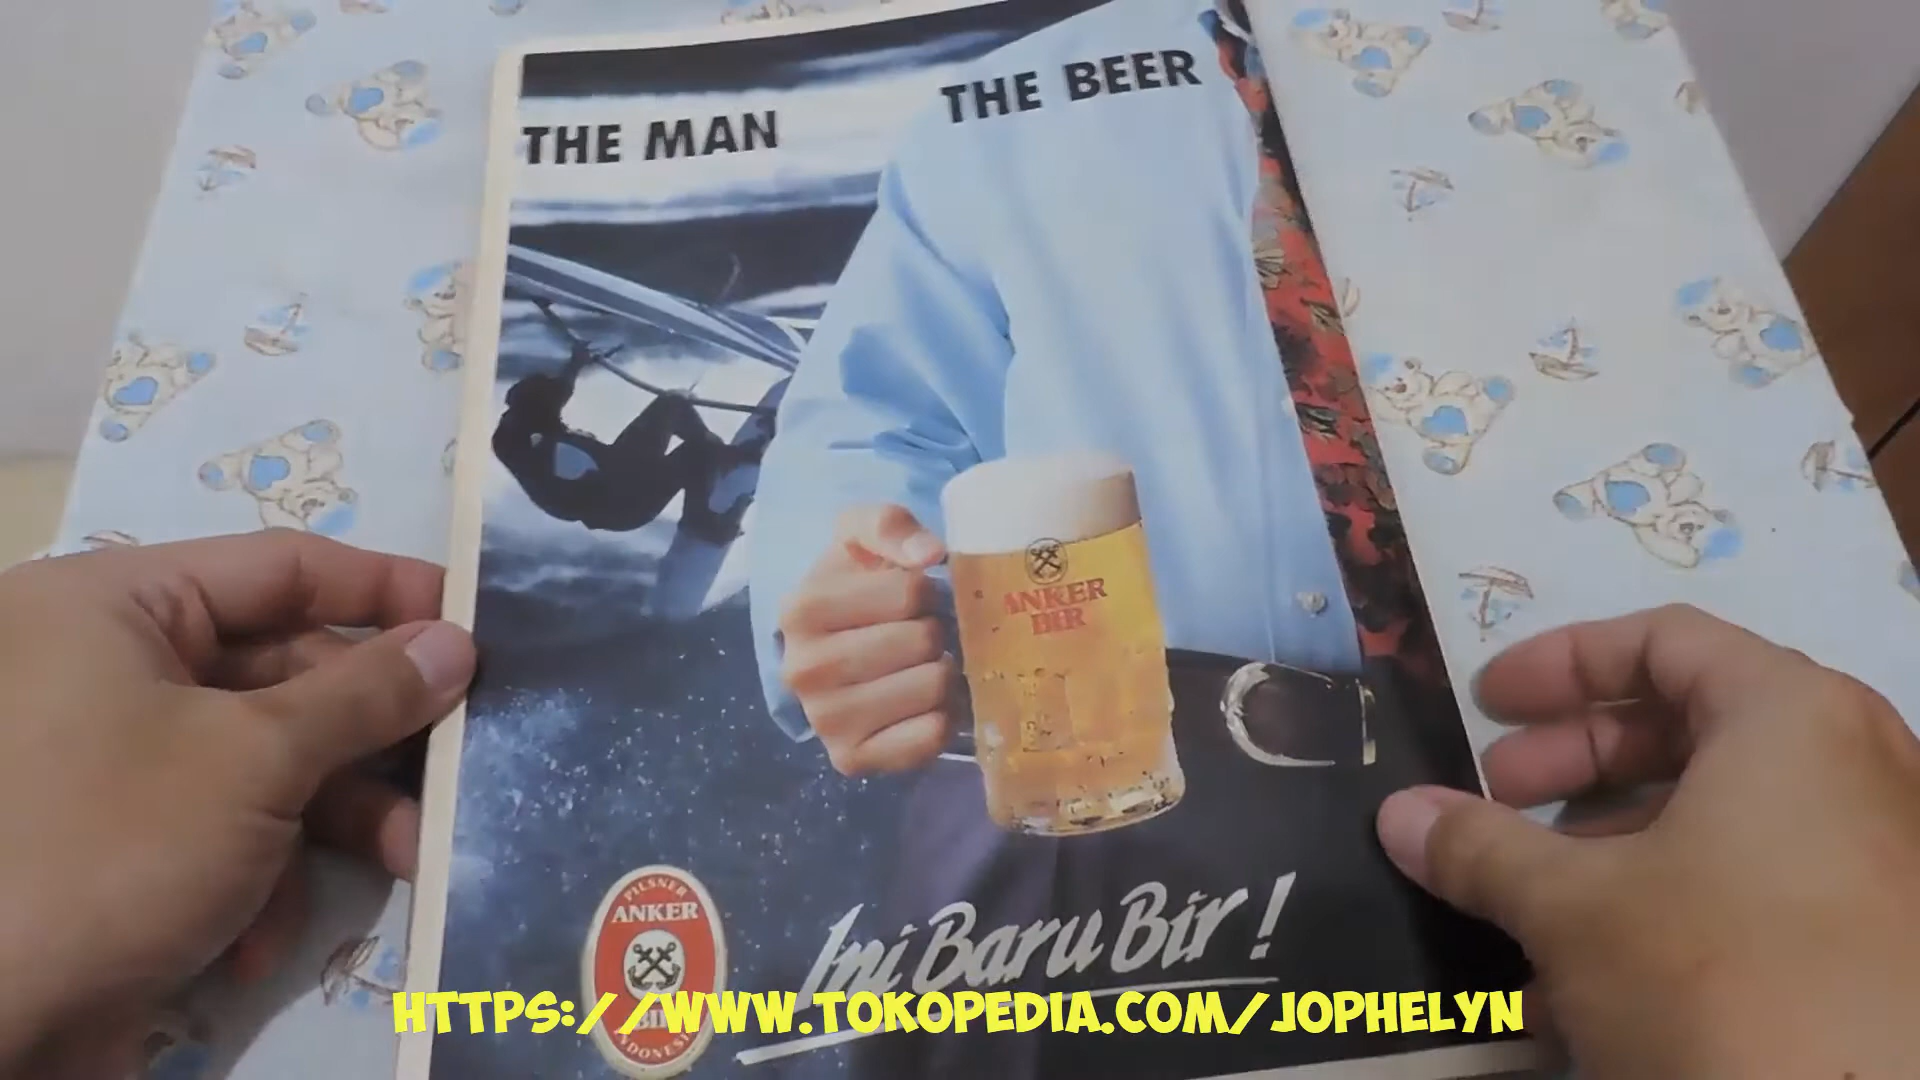 THE MAN
THE BEER
ANKER
BIR
PILSNER
ANKER
BIR
INDONESIA
Ini Baru Bir !
HTTPS://WWW.TOKOPEDIA.COM/JOPHELYN